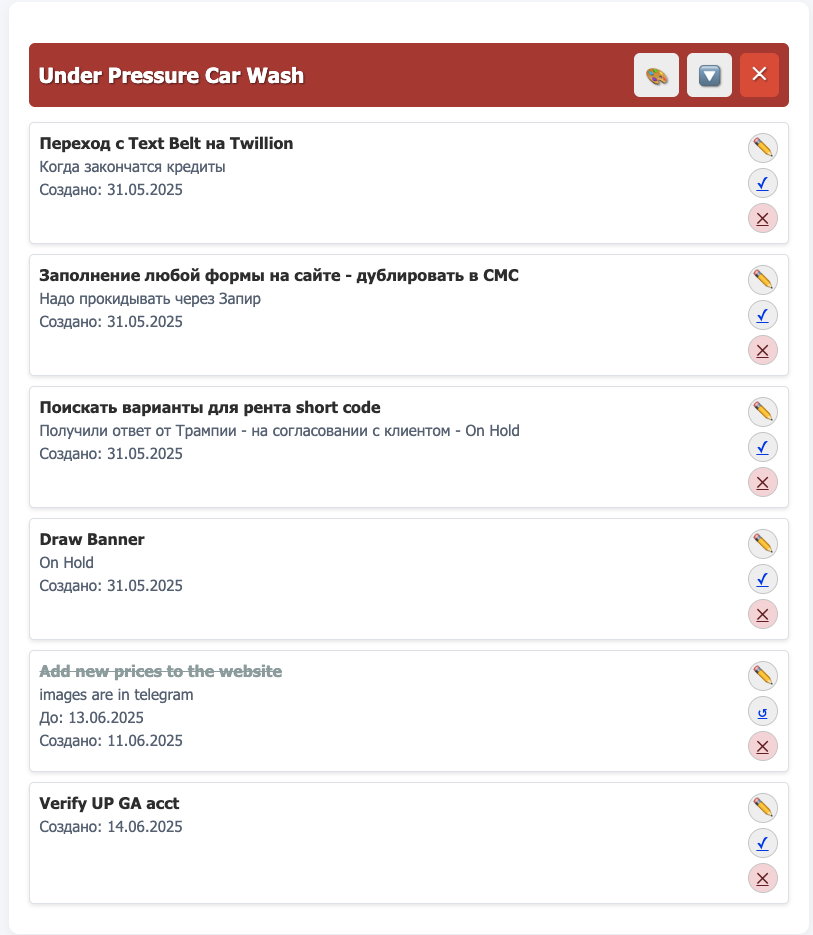 Under Pressure Car Wash
Переход с Text Belt на Twillion
Когда закончатся кредиты
Создано: 31.05.2025
Заполнение любой формы на сайте - дублировать в СМС
Надо прокидывать через Запир
Создано: 31.05.2025
Поискать варианты для рента short code
Получили ответ от Трампии - на согласовании с клиентом - On Hold
Создано: 31.05.2025
Draw Banner
On Hold
Создано: 31.05.2025
Add new prices to the website
images are in telegram
До: 13.06.2025
Создано: 11.06.2025
Verify UP GA acct
Создано: 14.06.2025